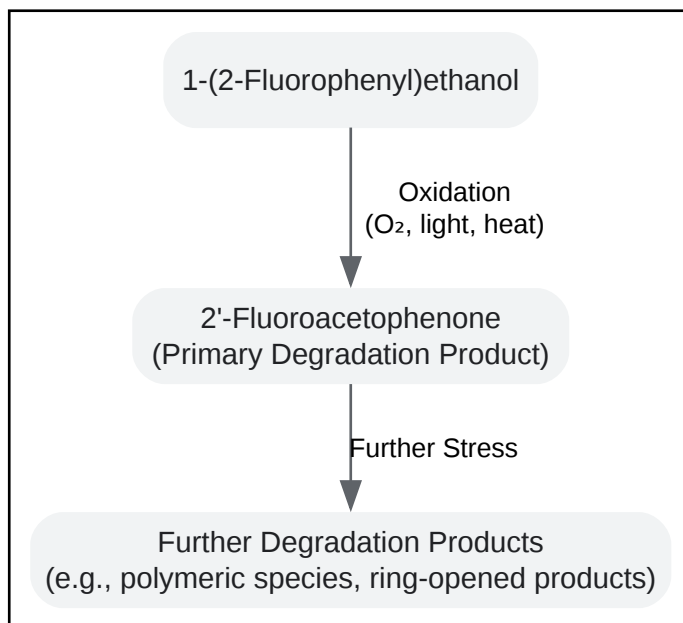 1-(2-Fluorophenyl)ethanol
Oxidation
(O₂, light, heat)
2'-Fluoroacetophenone
(Primary Degradation Product)
Further Stress
Further Degradation Products
(e.g., polymeric species, ring-opened products)